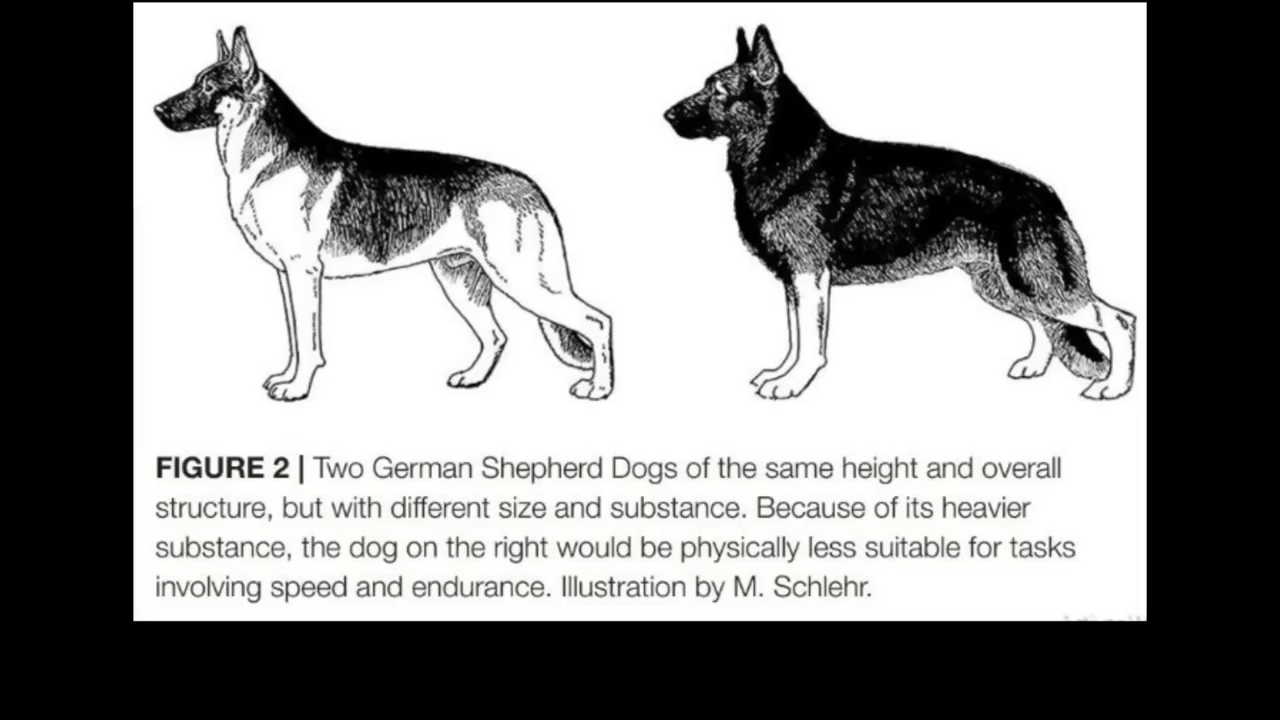 FIGURE 2 | Two German Shepherd Dogs of the same height and overall
structure, but with different size and substance. Because of its heavier
substance, the dog on the right would be physically less suitable for tasks
involving speed and endurance. Illustration by M. Schlehr.